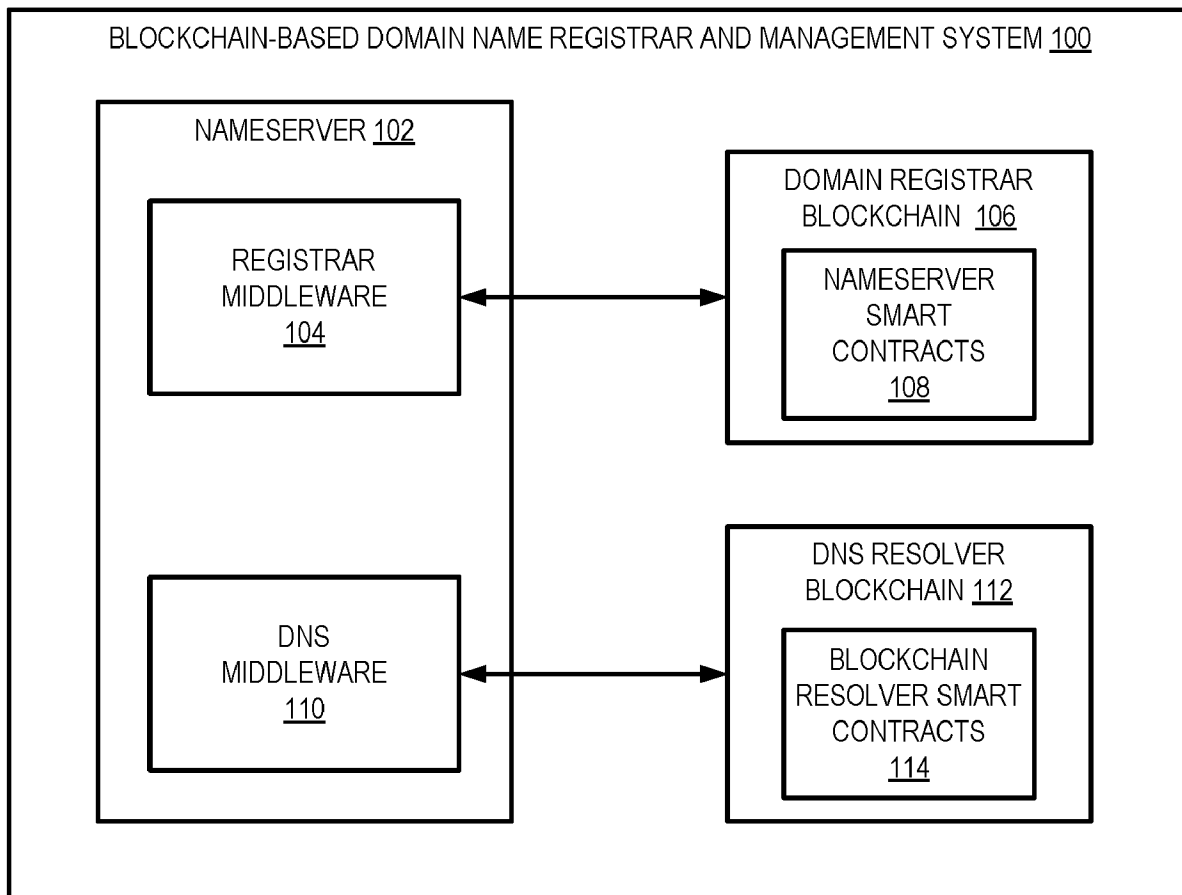 BLOCKCHAIN-BASED DOMAIN NAME REGISTRAR AND MANAGEMENT SYSTEM 100
NAMESERVER 102
REGISTRAR
MIDDLEWARE
104
DOMAIN REGISTRAR
BLOCKCHAIN 106
NAMESERVER
SMART
CONTRACTS
108
DNS
MIDDLEWARE
110
DNS RESOLVER
BLOCKCHAIN 112
BLOCKCHAIN
RESOLVER SMART
CONTRACTS
114